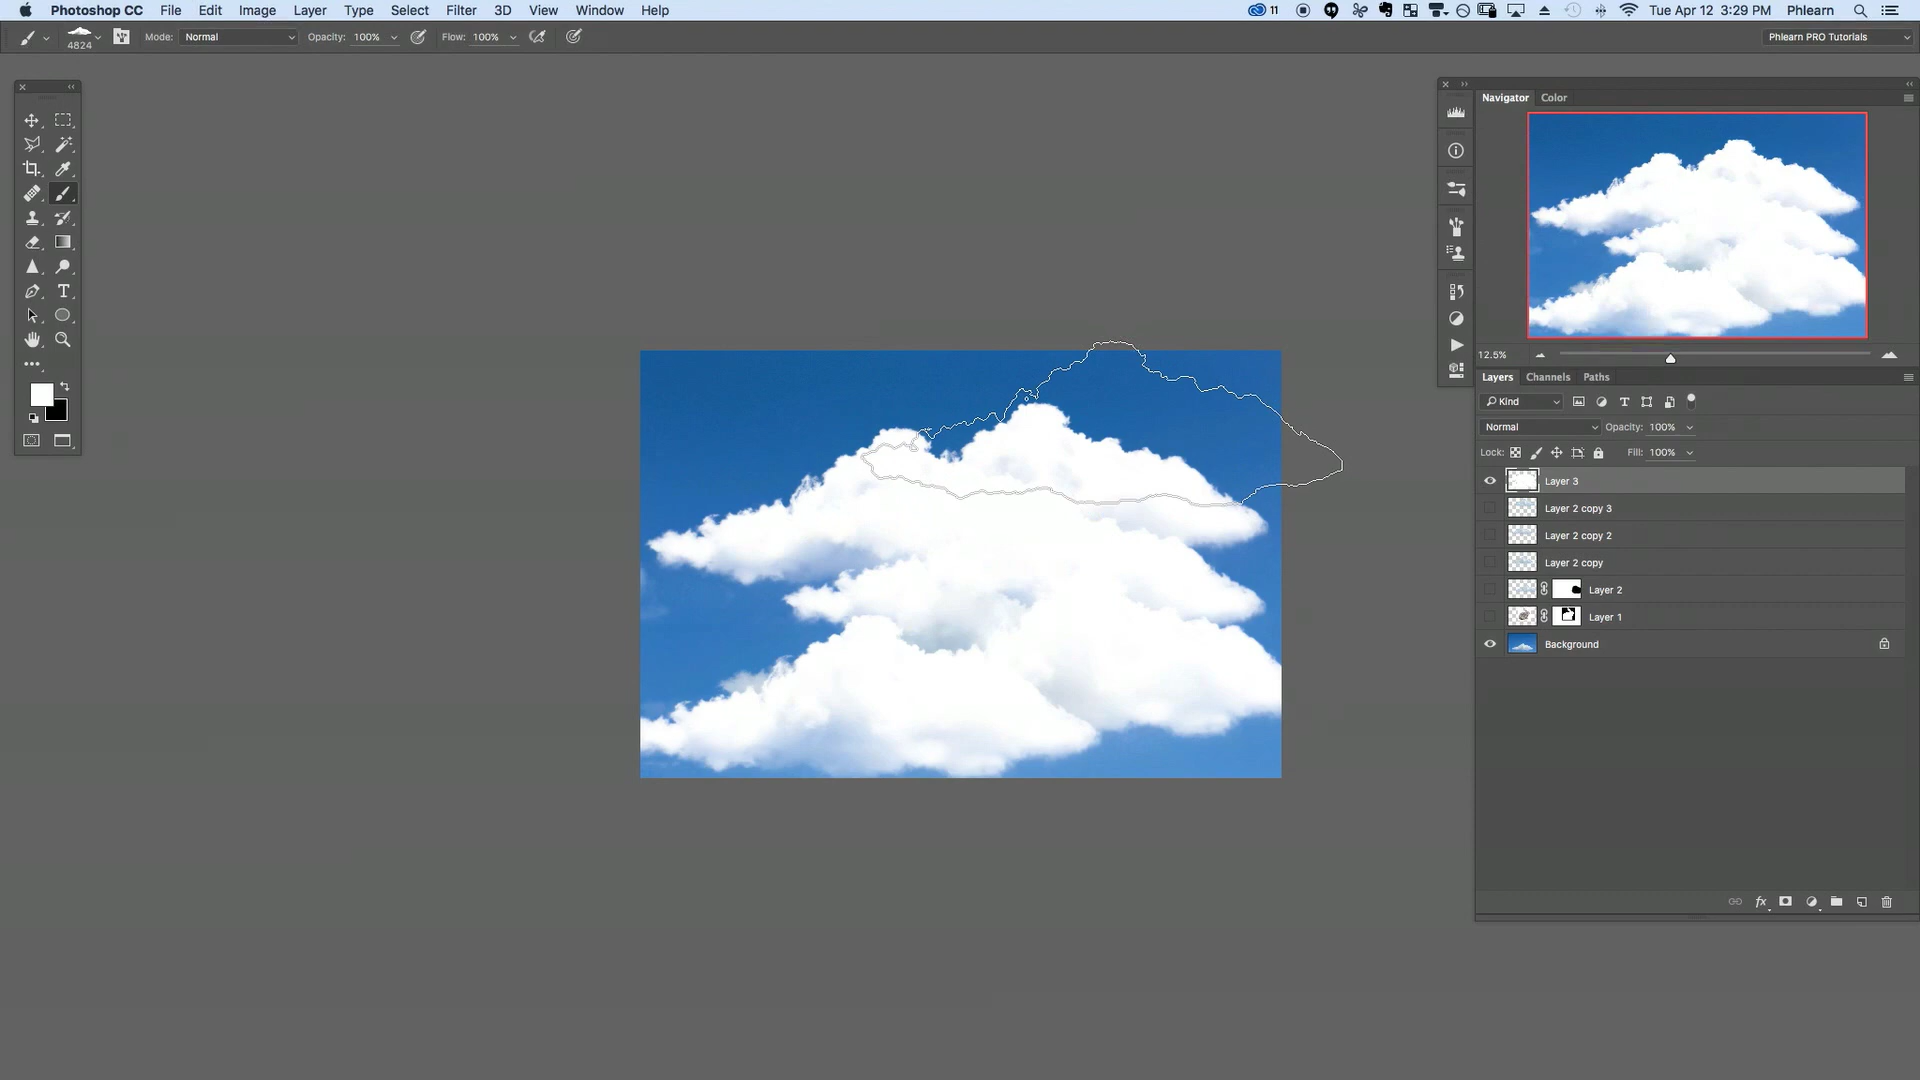 Photoshop CC File Edit Image Layer Type Select Filter 3D View Window Help 11 Tue Apr 12 3:29 PM Phlearn
4824 Mode: Normal Opacity: 100% Flow: 100% Phlearn PRO Tutorials
Navigator Color
12.5%
Layers Channels Paths
Kind
Normal Opacity: 100%
Lock: Fill: 100%
Layer 3
Layer 2 copy 3
Layer 2 copy 2
Layer 2 copy
Layer 2
Layer 1
Background